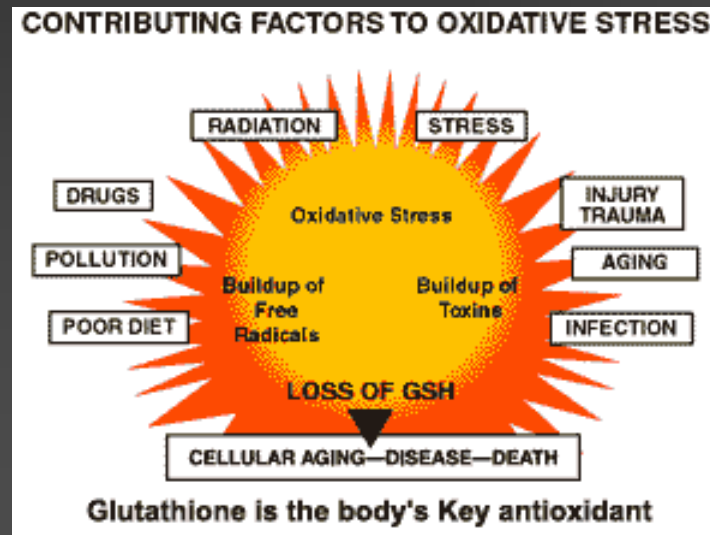 CONTRIBUTING FACTORS TO OXIDATIVE STRESS
RADIATION
STRESS
DRUGS
INJURY
TRAUMA
POLLUTION
AGING
POOR DIET
INFECTION
Oxidative Stress
Buildup of
Free
Radicals
Buildup of
Toxins
LOSS OF GSH
CELLULAR AGING—DISEASE—DEATH
Glutathione is the body's Key antioxidant